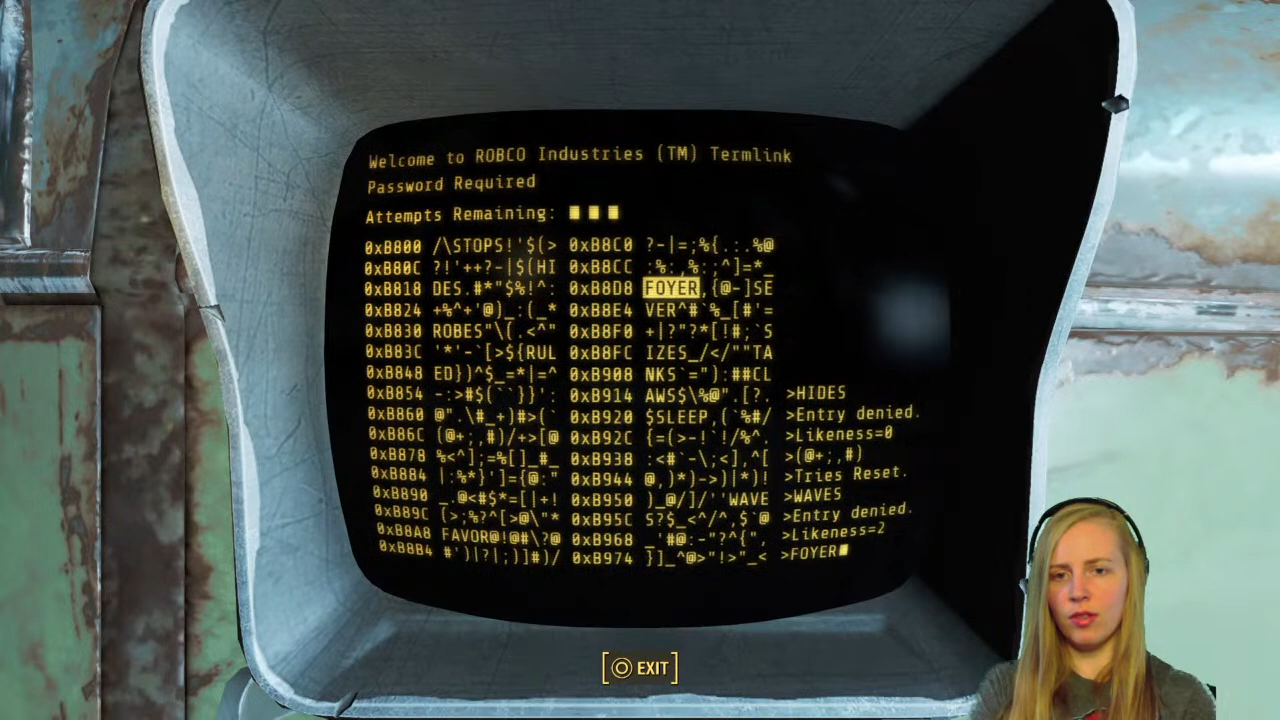 Welcome to ROBCO Industries (TM) Termlink
Password Required
Attempts Remaining: ■ ■ ■
0xB800 /\STOPS!'$(> 0xB8C0 ?-|=;%{.:.%@
0xB80C ?!'++?-|$(HI 0xB8CC :%:,%:;^]=*_
0xB818 DES.#*"$%!^: 0xB8D8 FOYER,{@-]SE
0xB824 +%^+'@)_:(_* 0xB8E4 VER^#`%_[#'=
0xB830 ROBES"\(.<^" 0xB8F0 +|?"?*[!#;`S
0xB83C '*'-`[>${RUL 0xB8FC IZES_/</""TA
0xB848 ED})^$_=*|=^ 0xB908 NKS`="):##CL
0xB854 -:>#$(``}}': 0xB914 AWS$\%@".[?. >HIDES
0xB860 @".\#_+)#>(` 0xB920 $SLEEP,(`%#/ >Entry denied.
0xB86C (@+;,#)/+>[@ 0xB92C {=(>-!`!/%^. >Likeness=0
0xB878 %<^];=%[]_#_ 0xB938 :<#`-\;<],^[ >(@+;,#)
0xB884 |:%*}']={@:" 0xB944 @,)*)->)|*)! >Tries Reset.
0xB890 _.@<#$*=[|+! 0xB950 )_@/]/''WAVE >WAVES
0xB89C [>;%?^[>@\"* 0xB95C S?$_<^/^,$`@ >Entry denied.
0xB8A8 FAVOR@!@#\?@ 0xB968 _'#@:-"?^{", >Likeness=2
0xB8B4 #')|?|;)]#)/ 0xB974 }]_^@>"!>"_< >FOYER■
[◎ EXIT]